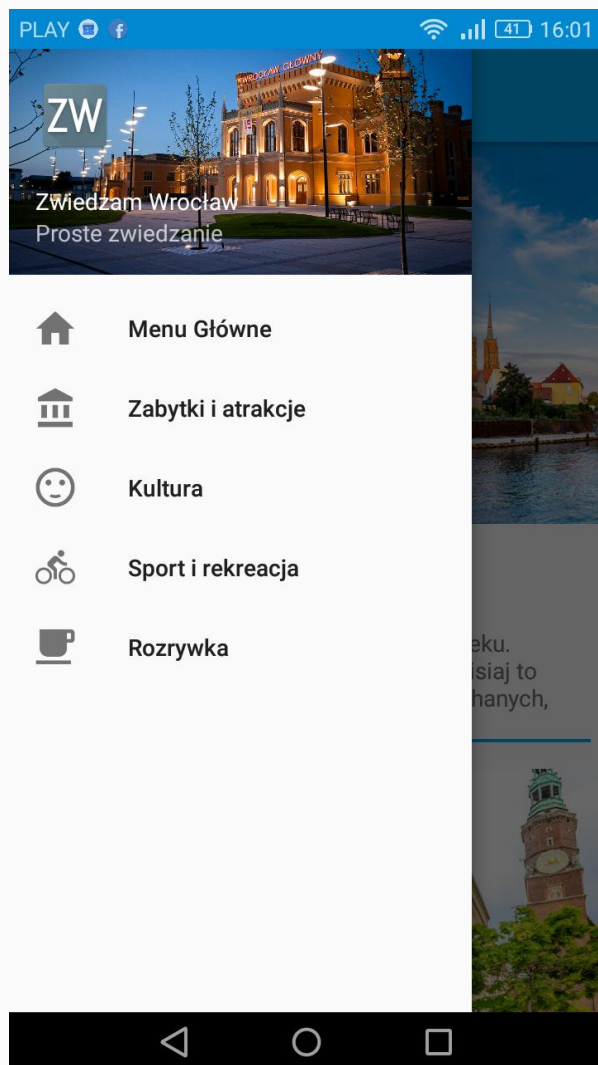 PLAY
41
16:01
WROCŁAW GŁÓWNY
ZW
Zwiedzam Wrocław
Proste zwiedzanie
Menu Główne
Zabytki i atrakcje
Kultura
Sport i rekreacja
Rozrywka
eku.
isiaj to
hanych,